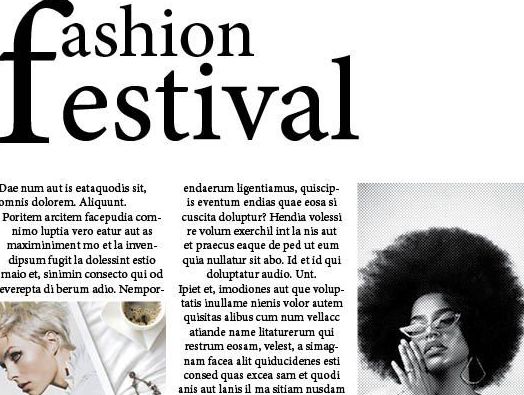 fashion
festival
Dae num aut is eataquodis sit,
omnis dolorem. Aliquunt.
Poritem arcitem facepudia com-
nimo luptia vero eatur aut as
maximiniment mo et la inven-
dipsum fugit la dolessint estio
maio et, sinimin consecto qui od
everepta di berum adio. Nempor-
endaerum ligentiamus, quiscip-
is eventum endias quae eosa si
cuscita doluptur? Hendia volessi
re volum exerchil int la nis aut
et praecus eaque de ped ut eum
quia nullatur sit abo. Id et id qui
doluptatur audio. Unt.
Ipiet et, imodiones aut que volup-
tatis inullame nienis volor autem
quisitas alibus cum num vellacc
atiande name litaturerum qui
restrum eosam, velest, a simag-
nam facea alit quiducidenes esti
consed quas excea sam et quodi
anis aut lanis il ma sitiam nusdam